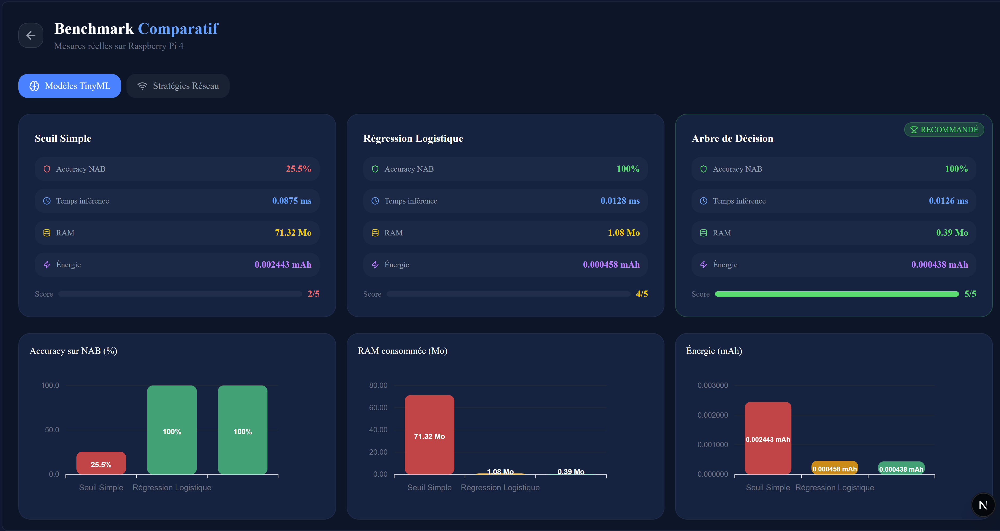 Benchmark Comparatif
Mesures réelles sur Raspberry Pi 4
Modèles TinyML
Stratégies Réseau
Seuil Simple
Accuracy NAB 25.5%
Temps inférence 0.0875 ms
RAM 71.32 Mo
Énergie 0.002443 mAh
Score 2/5
Régression Logistique
Accuracy NAB 100%
Temps inférence 0.0128 ms
RAM 1.08 Mo
Énergie 0.000458 mAh
Score 4/5
RECOMMANDÉ
Arbre de Décision
Accuracy NAB 100%
Temps inférence 0.0126 ms
RAM 0.39 Mo
Énergie 0.000438 mAh
Score 5/5
Accuracy sur NAB (%)
100.0
50.0
0.0
25.5%
100%
100%
Seuil Simple
Régression Logistique
RAM consommée (Mo)
80.00
60.00
40.00
20.00
0.00
71.32 Mo
1.08 Mo
0.39 Mo
Seuil Simple
Régression Logistique
Énergie (mAh)
0.003000
0.002000
0.001000
0.000000
0.002443 mAh
0.000458 mAh
0.000438 mAh
Seuil Simple
Régression Logistique
N